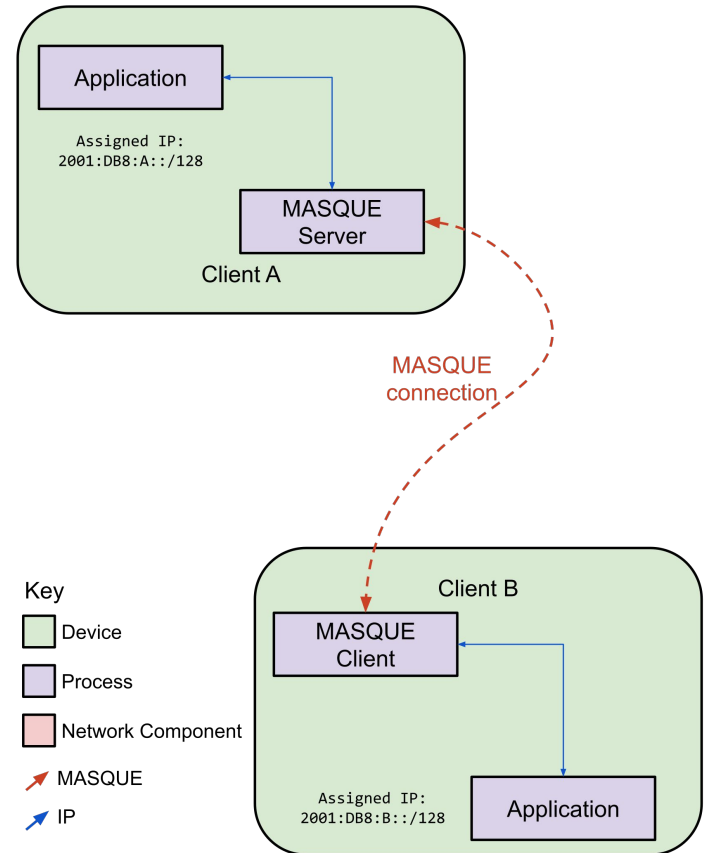 Application
Assigned IP:
2001:DB8:A::/128
MASQUE
Server
Client A
MASQUE
connection
Client B
MASQUE
Client
Assigned IP:
2001:DB8:B::/128
Application
Key
Device
Process
Network Component
MASQUE
IP